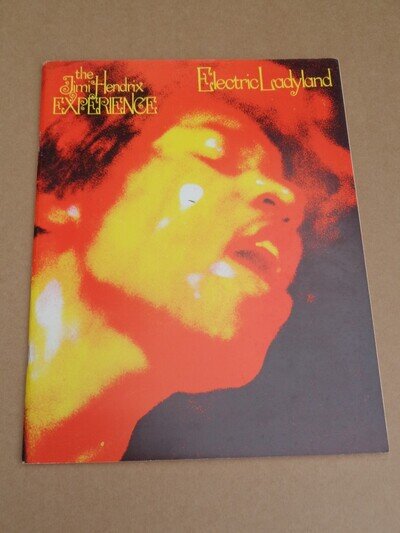 the
Jimi Hendrix
EXPERIENCE
Electric Ladyland